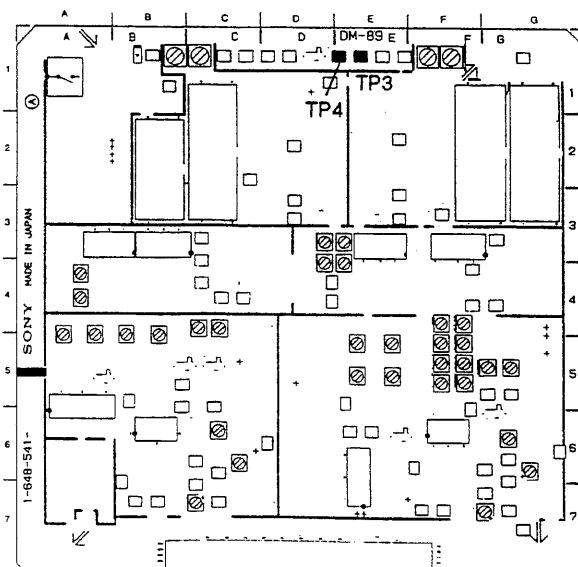 A B C D E F G
A B C D DM-89 E F G
TP3
TP4
1 1
2 2
3 3
4 4
5 5
6 6
7 7
A
SONY MADE IN JAPAN
1-648-541-